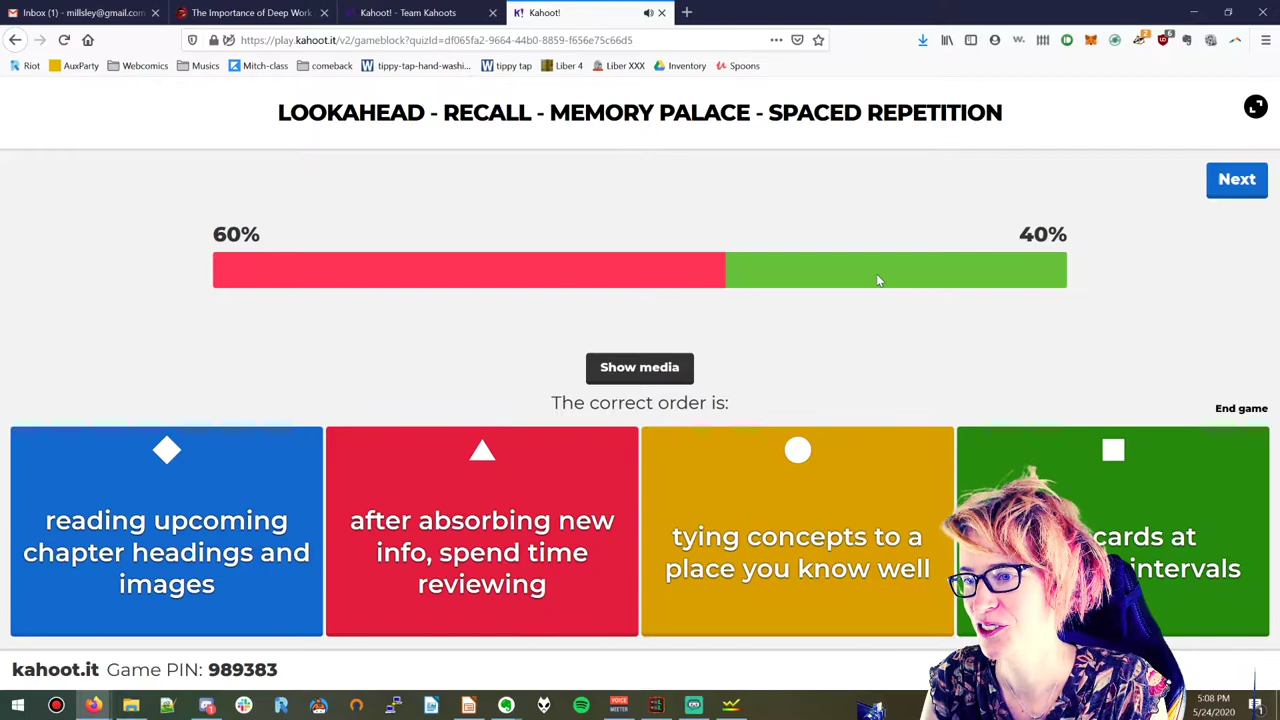 Inbox (1) - millsley@gmail.com
The Importance of Deep Work
Kahoot! - Team Kahoots
K! Kahoot!
https://play.kahoot.it/v2/gameblock?quizId=df065fa2-9664-44b0-8859-f656e75c66d5
Riot AuxParty Webcomics Musics Mitch-class comeback tippy-tap-hand-washi... tippy tap Liber 4 Liber XXX Inventory Spoons
LOOKAHEAD - RECALL - MEMORY PALACE - SPACED REPETITION
Next
60% 40%
Show media
The correct order is:
End game
reading upcoming
chapter headings and
images
after absorbing new
info, spend time
reviewing
tying concepts to a
place you know well
cards at
intervals
kahoot.it Game PIN: 989383
VOICE
MEETER
5:08 PM
5/24/2020